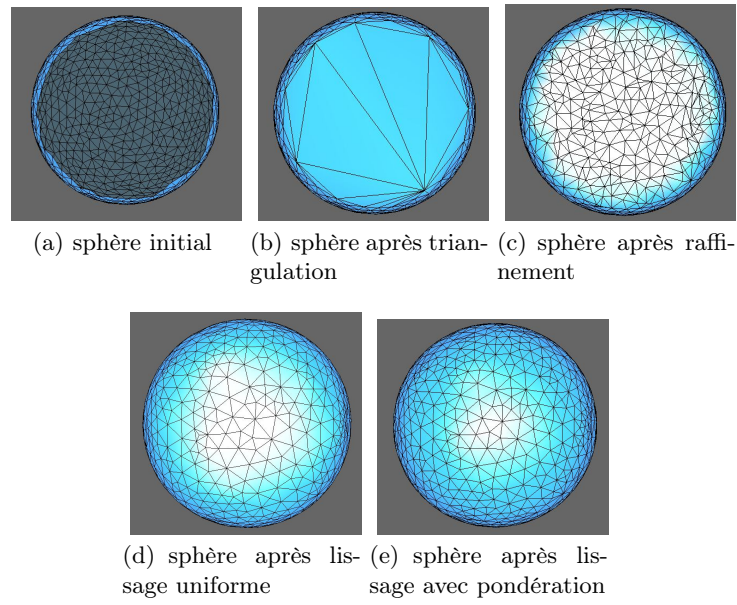 (a) sphère initial
(b) sphère après trian-
gulation
(c) sphère après raffi-
nement
(d) sphère après lis-
sage uniforme
(e) sphère après lis-
sage avec pondération